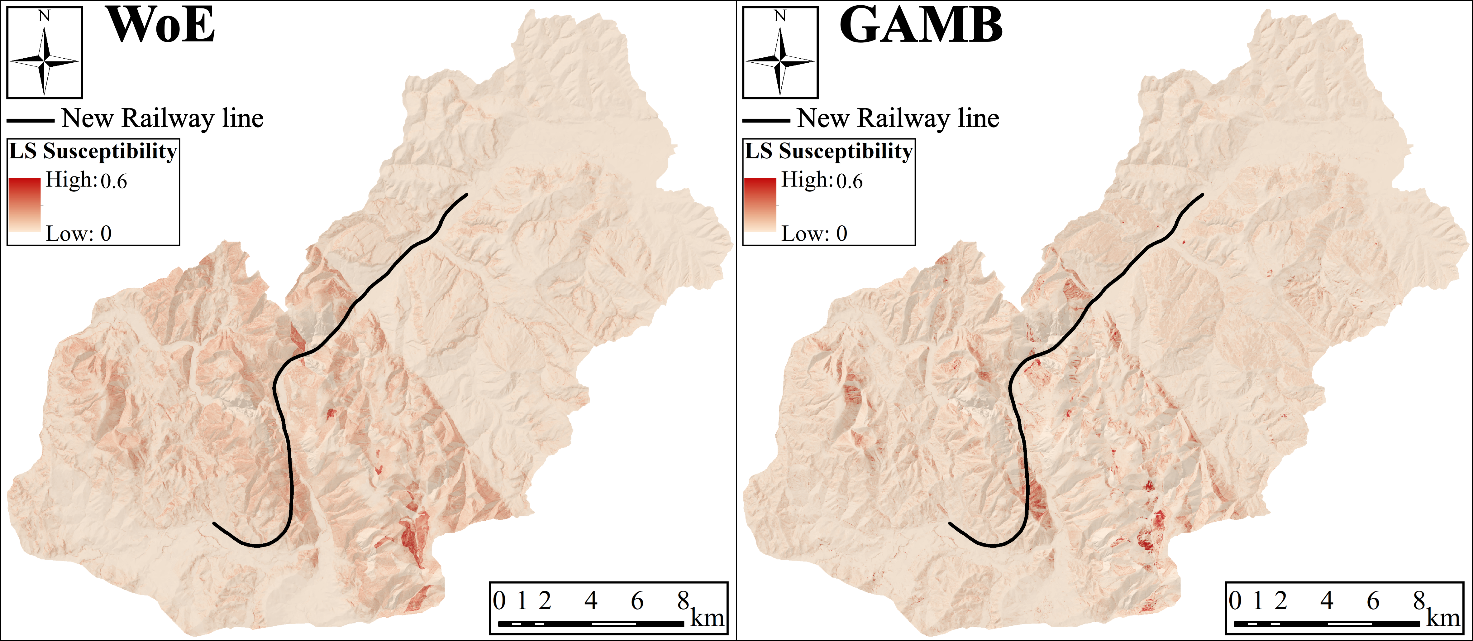 N
WoE
New Railway line
LS Susceptibility
High: 0.6
Low: 0
0 1 2 4 6 8
km
N
GAMB
New Railway line
LS Susceptibility
High: 0.6
Low: 0
0 1 2 4 6 8
km